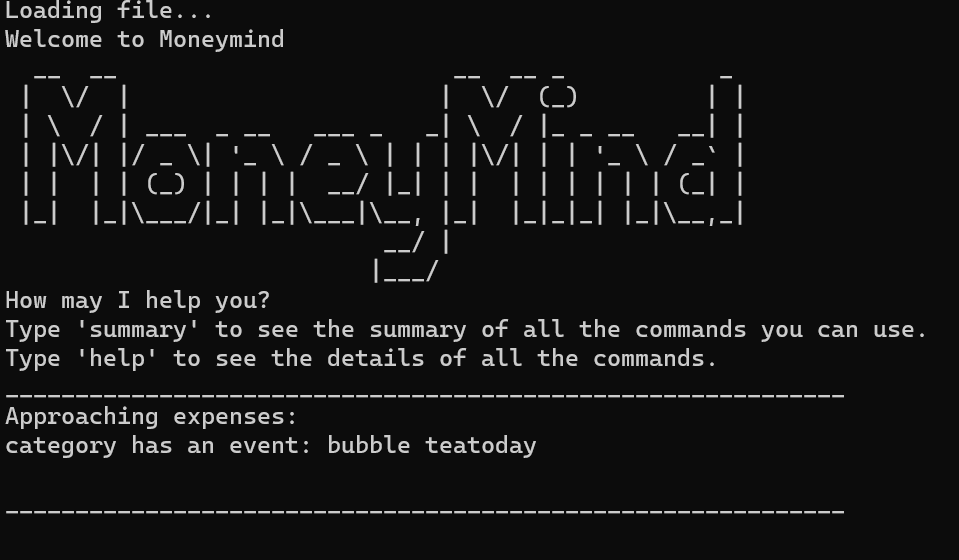 Loading file...
Welcome to Moneymind
MoneyMind
How may I help you?
Type 'summary' to see the summary of all the commands you can use.
Type 'help' to see the details of all the commands.
____________________________________________________________
Approaching expenses:
category has an event: bubble teatoday
____________________________________________________________